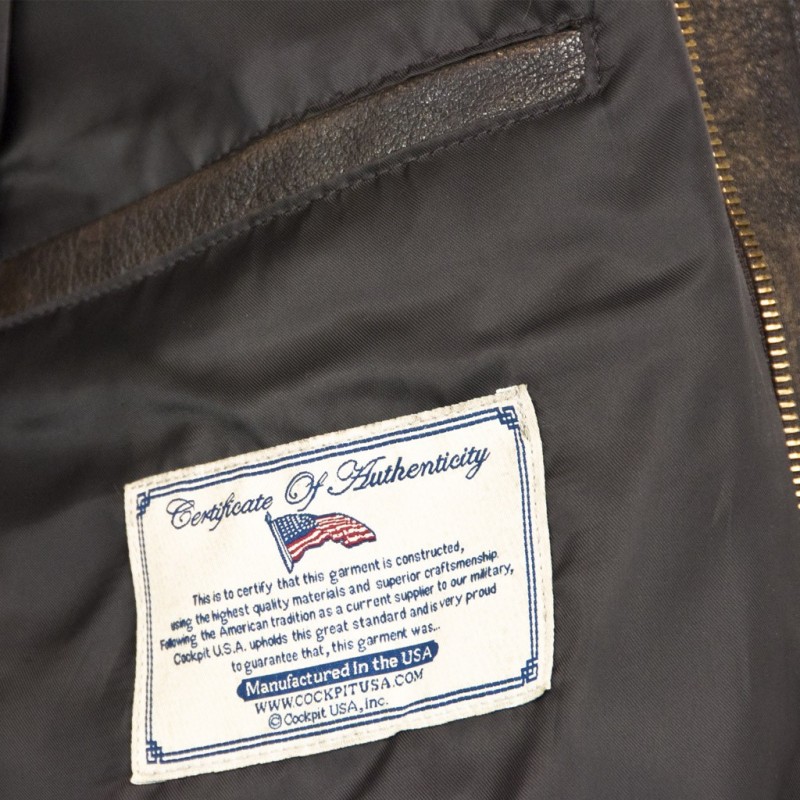 Certificate Of Authenticity
This is to certify that this garment is constructed,
using the highest quality materials and superior craftsmenship.
Following the American tradition as a current supplier to our military,
Cockpit U.S.A. upholds this great standard and is very proud
to guarantee that, this garment was...
Manufactured in the USA
WWW.COCKPITUSA.COM
© Cockpit USA, Inc.